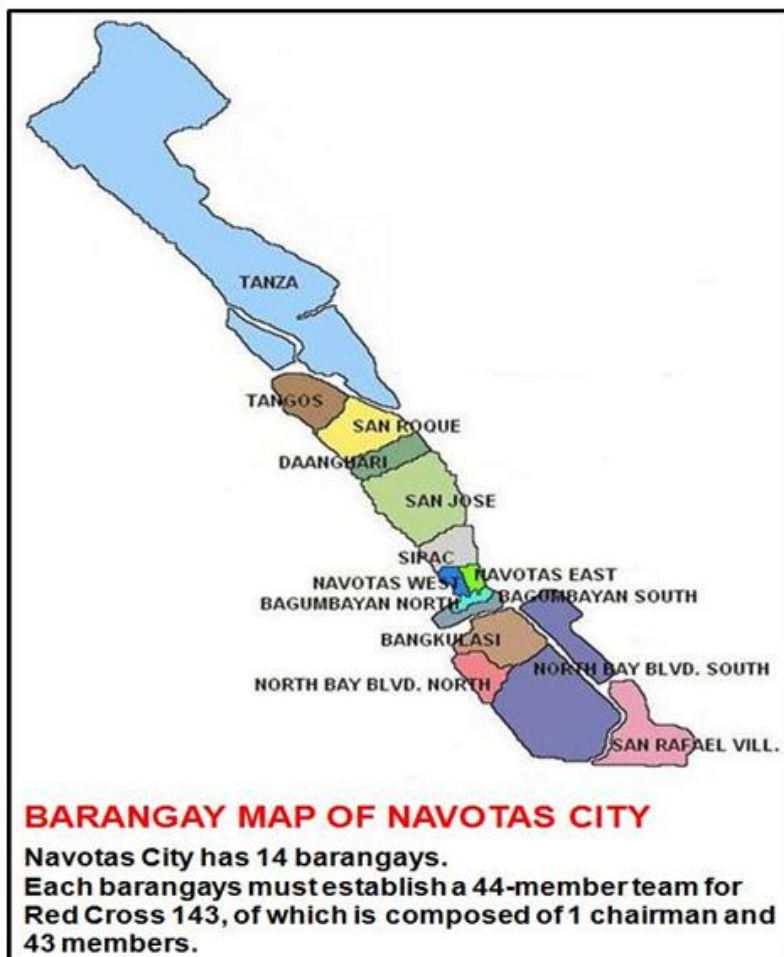 TANZA
TANGOS
SAN ROQUE
DAANGHARI
SAN JOSE
SIPAC
NAVOTAS EAST
NAVOTAS WEST
BAGUMBAYAN SOUTH
BAGUMBAYAN NORTH
BANGKULASI
NORTH BAY BLVD. SOUTH
NORTH BAY BLVD. NORTH
SAN RAFAEL VILL.
BARANGAY MAP OF NAVOTAS CITY
Navotas City has 14 barangays.
Each barangays must establish a 44-member team for
Red Cross 143, of which is composed of 1 chairman and
43 members.